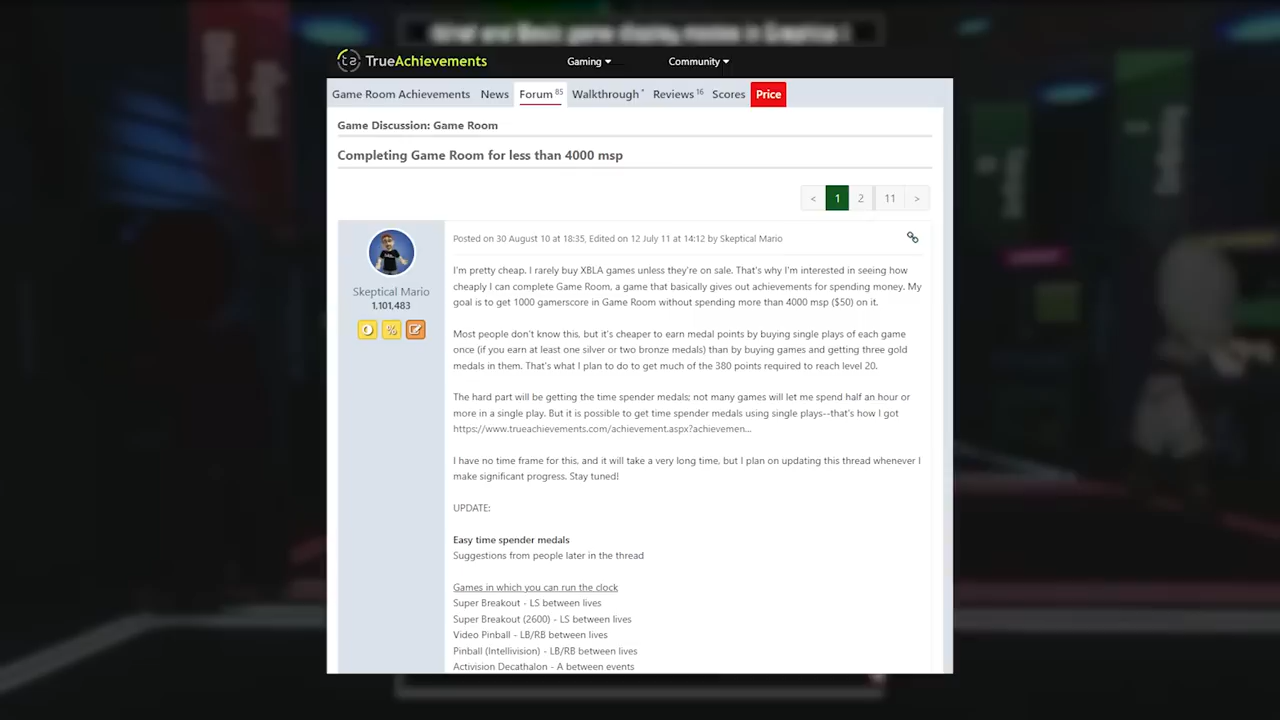 TrueAchievements
Gaming
Community
Game Room Achievements News Forum 85 Walkthrough * Reviews 16 Scores Price
Game Discussion: Game Room
Completing Game Room for less than 4000 msp
< 1 2 11 >
Posted on 30 August 10 at 18:35, Edited on 12 July 11 at 14:12 by Skeptical Mario
Skeptical Mario
1,101,483
I'm pretty cheap. I rarely buy XBLA games unless they're on sale. That's why I'm interested in seeing how
cheaply I can complete Game Room, a game that basically gives out achievements for spending money. My
goal is to get 1000 gamerscore in Game Room without spending more than 4000 msp ($50) on it.
Most people don't know this, but it's cheaper to earn medal points by buying single plays of each game
once (if you earn at least one silver or two bronze medals) than by buying games and getting three gold
medals in them. That's what I plan to do to get much of the 380 points required to reach level 20.
The hard part will be getting the time spender medals; not many games will let me spend half an hour or
more in a single play. But it is possible to get time spender medals using single plays--that's how I got
https://www.trueachievements.com/achievement.aspx?achievemen...
I have no time frame for this, and it will take a very long time, but I plan on updating this thread whenever I
make significant progress. Stay tuned!
UPDATE:
Easy time spender medals
Suggestions from people later in the thread
Games in which you can run the clock
Super Breakout - LS between lives
Super Breakout (2600) - LS between lives
Video Pinball - LB/RB between lives
Pinball (Intellivision) - LB/RB between lives
Activision Decathalon - A between events